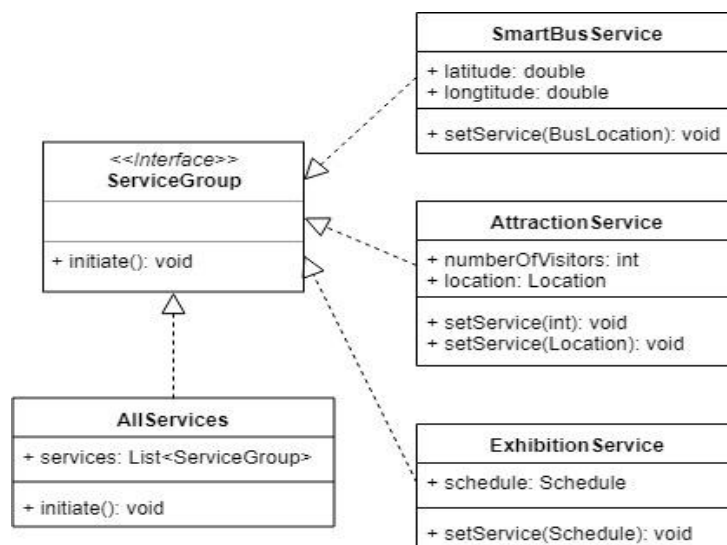 SmartBusService
+ latitude: double
+ longtitude: double
+ setService(BusLocation): void
<<Interface>>
ServiceGroup
+ initiate(): void
AttractionService
+ numberOfVisitors: int
+ location: Location
+ setService(int): void
+ setService(Location): void
AllServices
+ services: List<ServiceGroup>
+ initiate(): void
ExhibitionService
+ schedule: Schedule
+ setService(Schedule): void